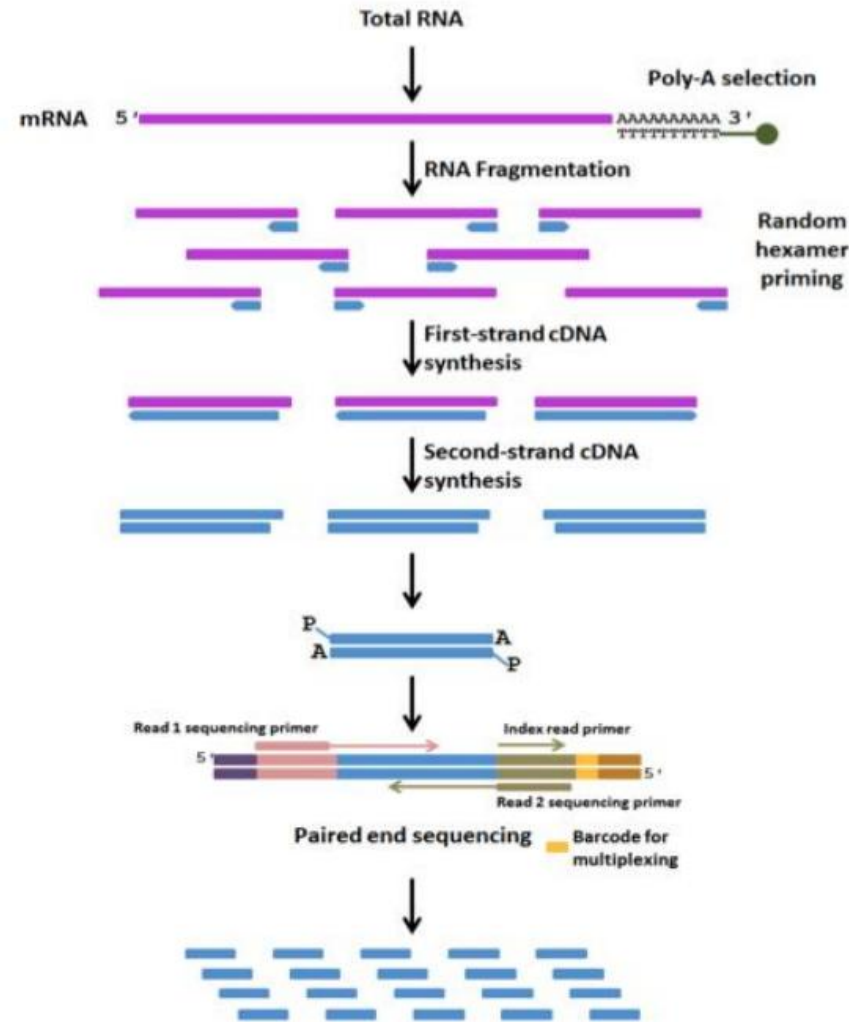 Total RNA
Poly-A selection
mRNA 5' AAAAAAAAAA 3'
TTTTTTTTTT
RNA Fragmentation
Random
hexamer
priming
First-strand cDNA
synthesis
Second-strand cDNA
synthesis
P
A
A
P
Read 1 sequencing primer
Index read primer
5'
5'
Read 2 sequencing primer
Paired end sequencing
Barcode for
multiplexing